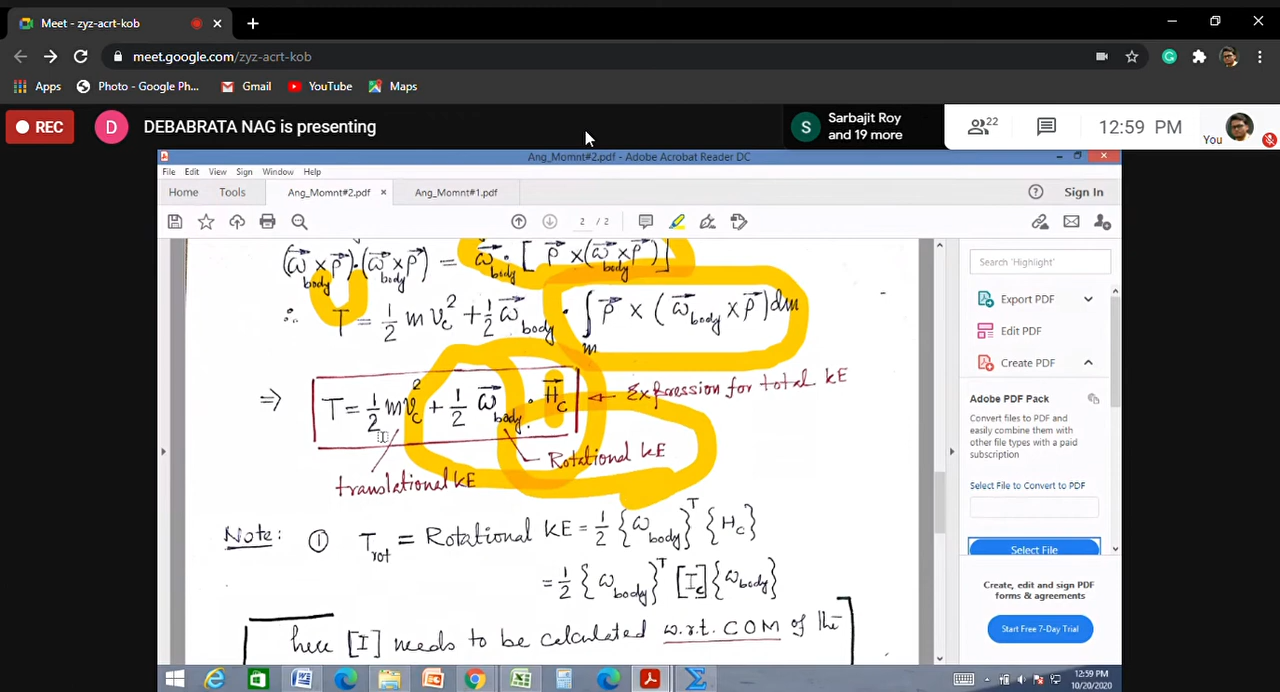 Meet - zyz-acrt-kob
meet.google.com/zyz-acrt-kob
Apps Photo - Google Ph... Gmail YouTube Maps
REC D DEBABRATA NAG is presenting
S Sarbajit Roy
and 19 more
22 12:59 PM You
Ang_Momnt#2.pdf - Adobe Acrobat Reader DC
File Edit View Sign Window Help
Home Tools Ang_Momnt#2.pdf × Ang_Momnt#1.pdf Sign In
2 / 2
Search 'Highlight'
Export PDF
Edit PDF
Create PDF
Adobe PDF Pack
Convert files to PDF and
easily combine them with
other file types with a paid
subscription
Select File to Convert to PDF
Select File
Create, edit and sign PDF
forms & agreements
Start Free 7-Day Trial
(ω⃗body × ρ⃗)·(ω⃗body × ρ⃗) = ω⃗body · [ρ⃗ × (ω⃗body × ρ⃗)]
∴ T = 1/2 m Vc² + 1/2 ω⃗body · ∫m ρ⃗ × (ω⃗body × ρ⃗) dm
⇒ T = 1/2 m Vc² + 1/2 ω⃗body · H⃗c ← Expression for total KE
Rotational KE
translational KE
Note: ① Trot = Rotational KE = 1/2 {ωbody}ᵀ {Hc}
= 1/2 {ωbody}ᵀ [Ic] {ωbody}
here [I] needs to be calculated w.r.t. COM of the
12:59 PM
10/20/2020